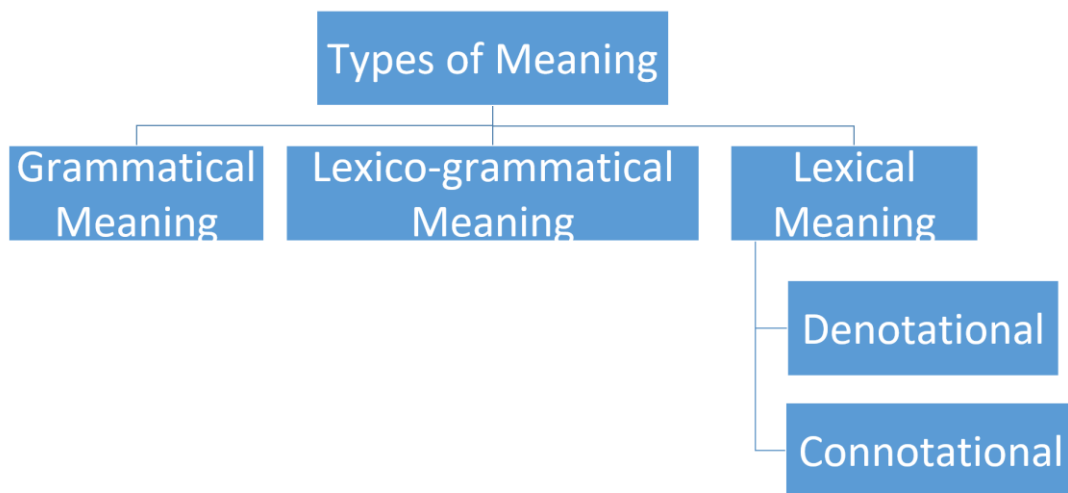 Types of Meaning
Grammatical
Meaning
Lexico-grammatical
Meaning
Lexical
Meaning
Denotational
Connotational